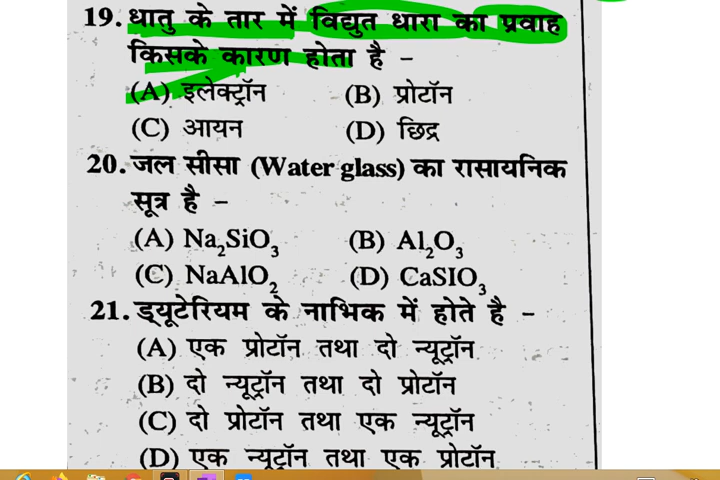 19. धातु के तार में विद्युत धारा का प्रवाह
किसके कारण होता है -
(A) इलेक्ट्रॉन (B) प्रोटॉन
(C) आयन (D) छिद्र
20. जल सीसा (Water glass) का रासायनिक
सूत्र है -
(A) Na₂SiO₃ (B) Al₂O₃
(C) NaAlO₂ (D) CaSIO₃
21. ड्यूटेरियम के नाभिक में होते है -
(A) एक प्रोटॉन तथा दो न्यूट्रॉन
(B) दो न्यूट्रॉन तथा दो प्रोटॉन
(C) दो प्रोटॉन तथा एक न्यूट्रॉन
(D) एक न्यूट्रॉन तथा एक प्रोटॉन